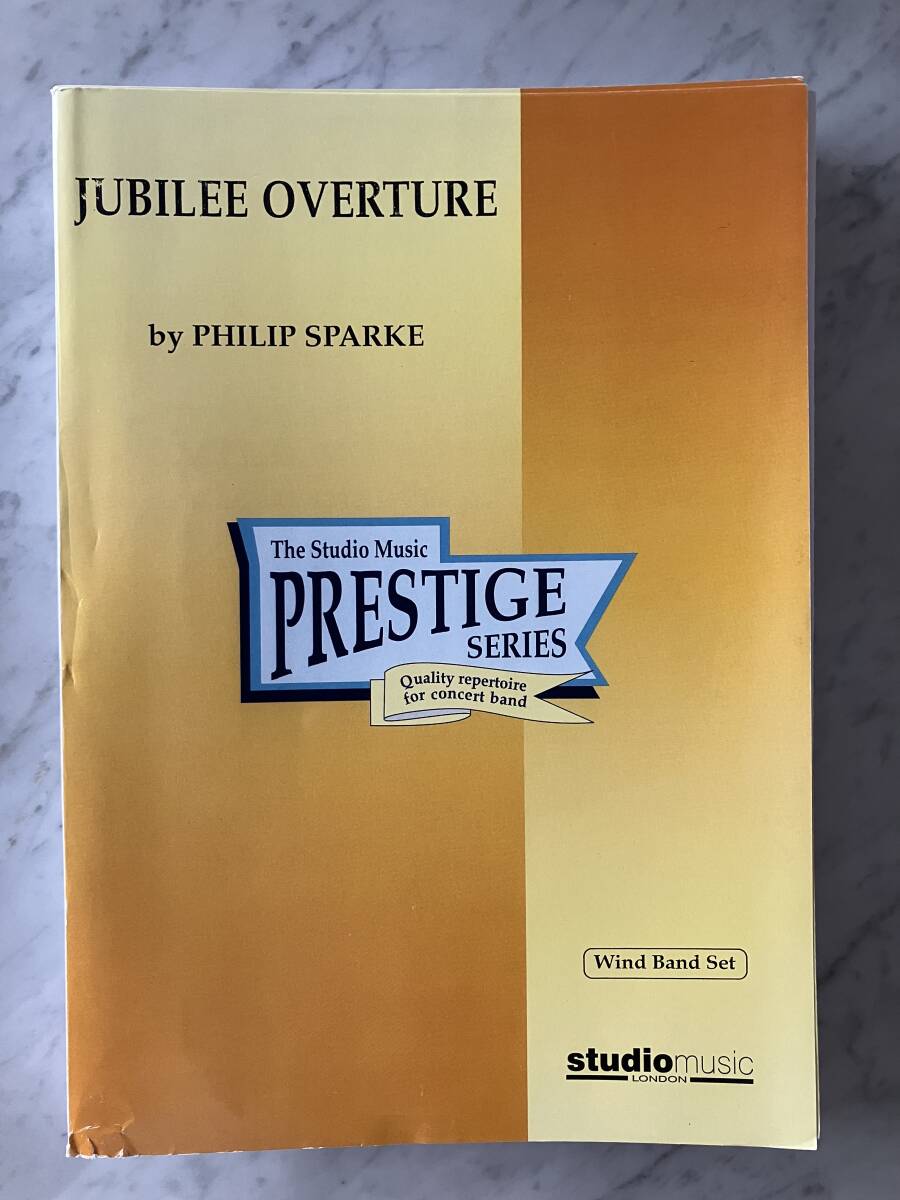 JUBILEE OVERTURE
by PHILIP SPARKE
The Studio Music
PRESTIGE
SERIES
Quality repertoire
for concert band
Wind Band Set
studiomusic
LONDON